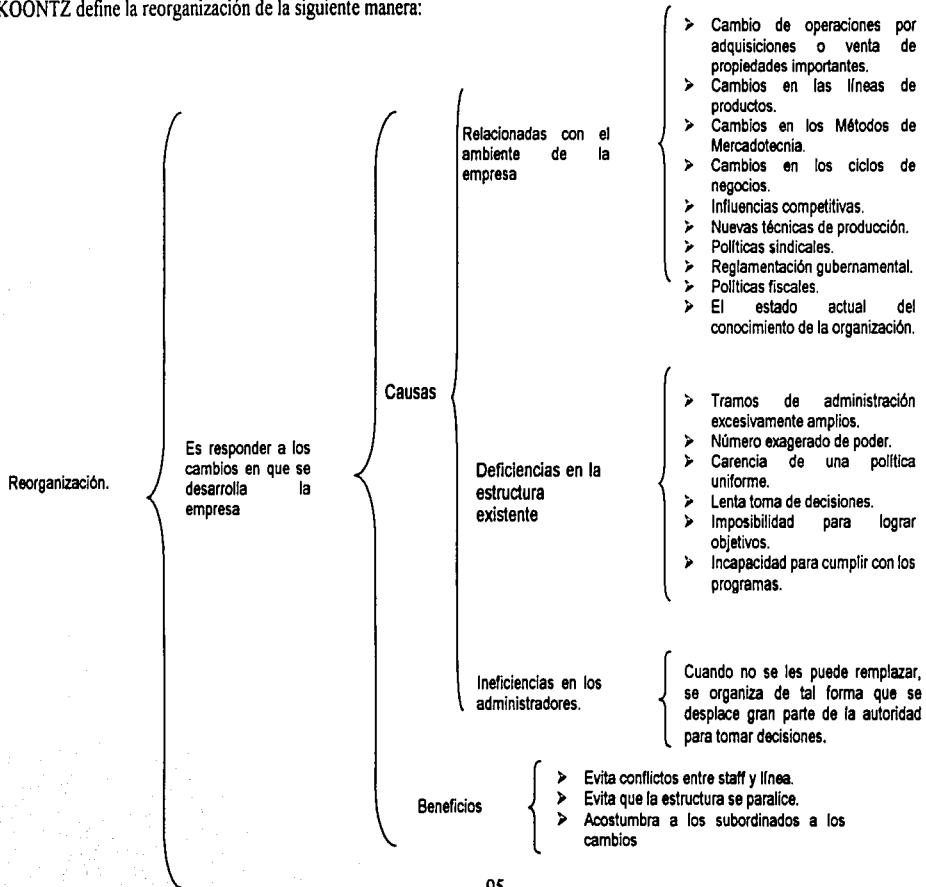 KOONTZ define la reorganización de la siguiente manera:
Reorganización.
Es responder a los
cambios en que se
desarrolla la
empresa
Causas
Relacionadas con el
ambiente de la
empresa
➢ Cambio de operaciones por
adquisiciones o venta de
propiedades importantes.
➢ Cambios en las líneas de
productos.
➢ Cambios en los Métodos de
Mercadotecnia.
➢ Cambios en los ciclos de
negocios.
➢ Influencias competitivas.
➢ Nuevas técnicas de producción.
➢ Políticas sindicales.
➢ Reglamentación gubernamental.
➢ Políticas fiscales.
➢ El estado actual del
conocimiento de la organización.
Deficiencias en la
estructura
existente
➢ Tramos de administración
excesivamente amplios.
➢ Número exagerado de poder.
➢ Carencia de una política
uniforme.
➢ Lenta toma de decisiones.
➢ Imposibilidad para lograr
objetivos.
➢ Incapacidad para cumplir con los
programas.
Ineficiencias en los
administradores.
Cuando no se les puede remplazar,
se organiza de tal forma que se
desplace gran parte de la autoridad
para tomar decisiones.
Beneficios
➢ Evita conflictos entre staff y línea.
➢ Evita que la estructura se paralice.
➢ Acostumbra a los subordinados a los
cambios